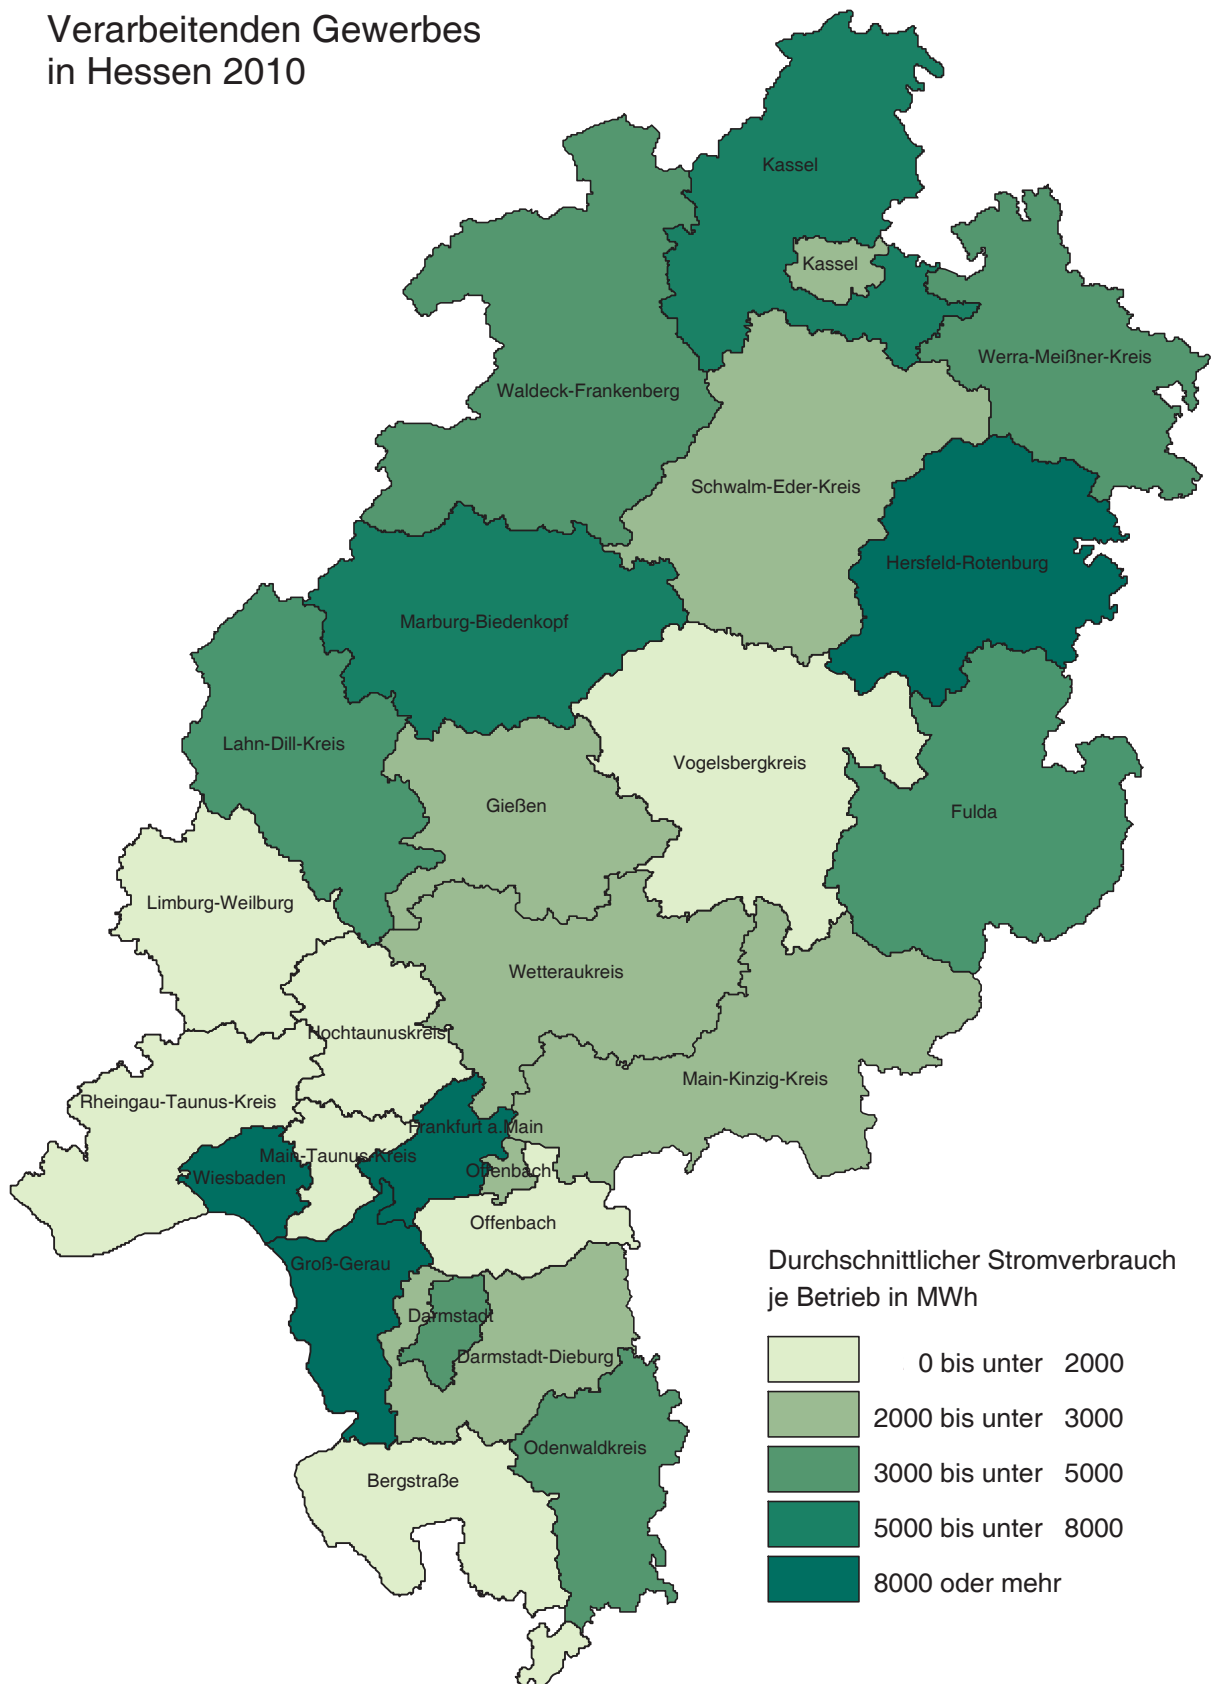 Verarbeitenden Gewerbes
in Hessen 2010
Kassel
Kassel
Werra-Meißner-Kreis
Waldeck-Frankenberg
Schwalm-Eder-Kreis
Hersfeld-Rotenburg
Marburg-Biedenkopf
Lahn-Dill-Kreis
Vogelsbergkreis
Gießen
Fulda
Limburg-Weilburg
Wetteraukreis
Hochtaunuskreis
Main-Kinzig-Kreis
Rheingau-Taunus-Kreis
Frankfurt a.Main
Main-Taunus-Kreis
Offenbach
Wiesbaden
Offenbach
Groß-Gerau
Darmstadt
Darmstadt-Dieburg
Odenwaldkreis
Bergstraße
Durchschnittlicher Stromverbrauch
je Betrieb in MWh
0 bis unter 2000
2000 bis unter 3000
3000 bis unter 5000
5000 bis unter 8000
8000 oder mehr